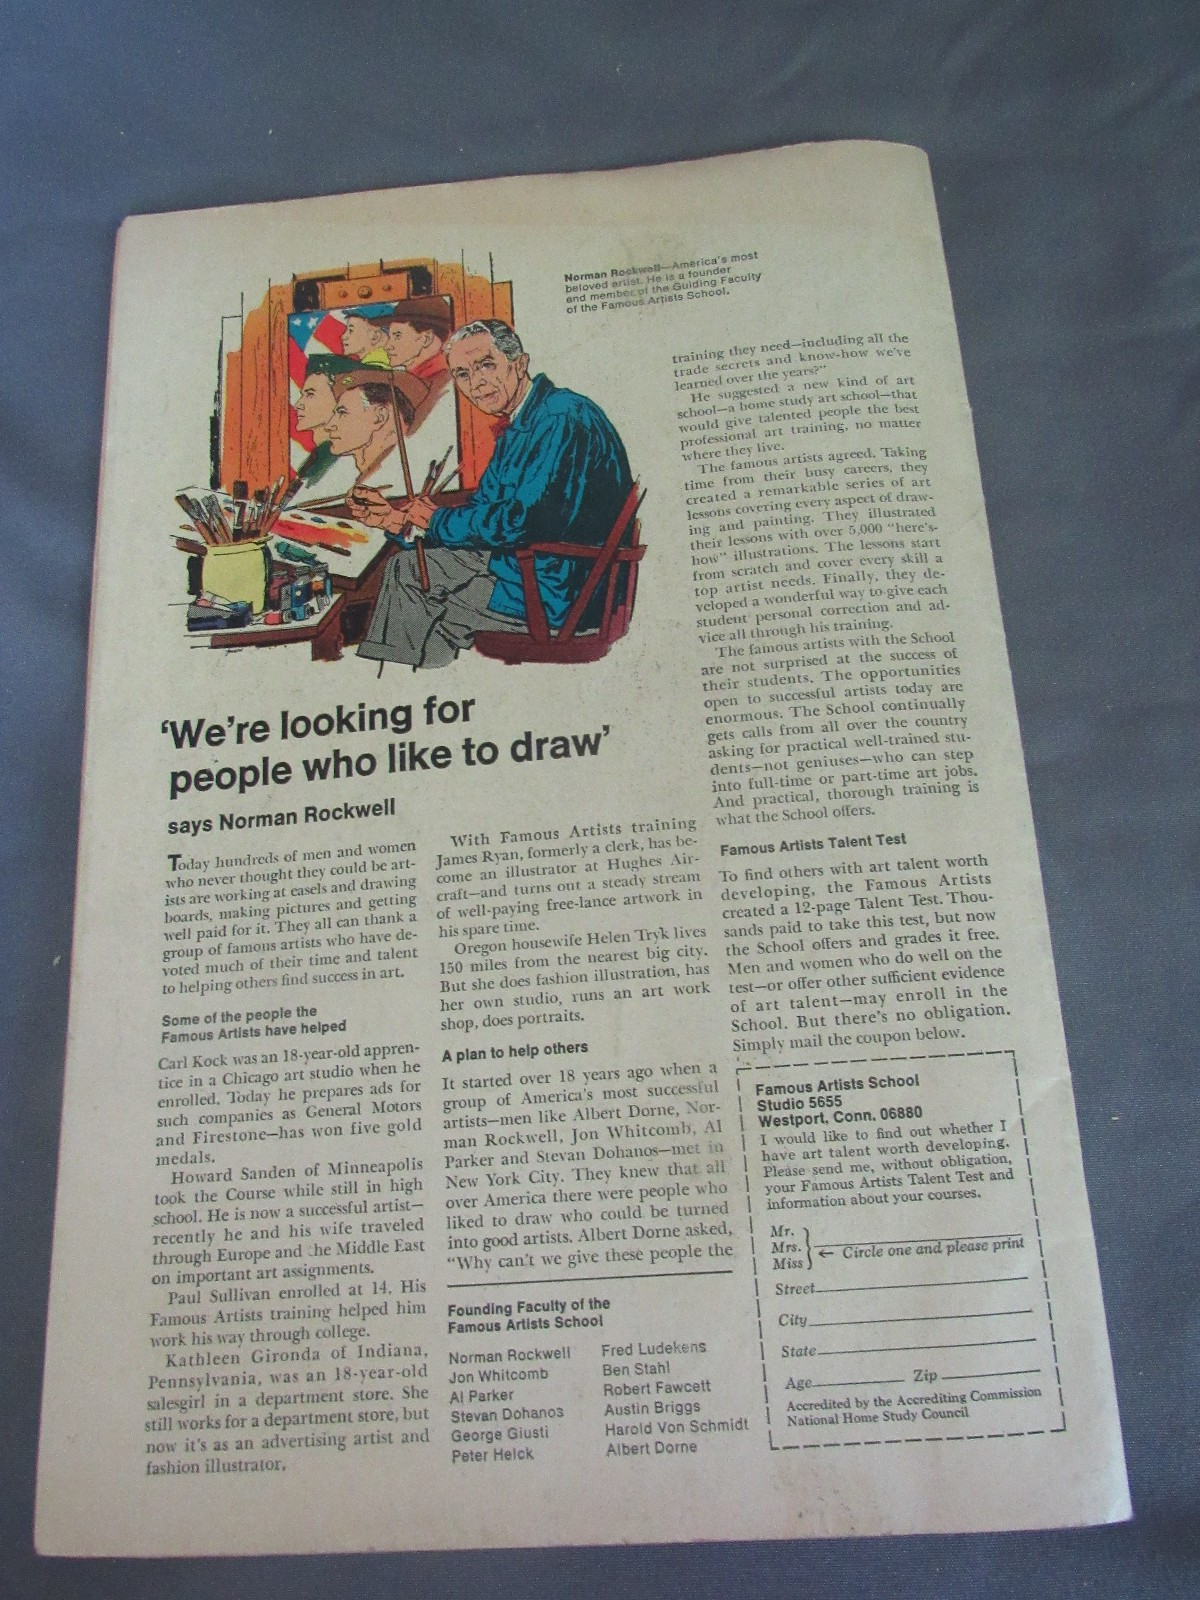 Norman Rockwell—America's most
beloved artist. He is a founder
and member of the Guiding Faculty
of the Famous Artists School.
'We're looking for
people who like to draw'
says Norman Rockwell
Today hundreds of men and women
who never thought they could be art-
ists are working at easels and drawing
boards, making pictures and getting
well paid for it. They all can thank a
group of famous artists who have de-
voted much of their time and talent
to helping others find success in art.
Some of the people the
Famous Artists have helped
Carl Kock was an 18-year-old appren-
tice in a Chicago art studio when he
enrolled. Today he prepares ads for
such companies as General Motors
and Firestone—has won five gold
medals.
Howard Sanden of Minneapolis
took the Course while still in high
school. He is now a successful artist—
recently he and his wife traveled
through Europe and the Middle East
on important art assignments.
Paul Sullivan enrolled at 14. His
Famous Artists training helped him
work his way through college.
Kathleen Gironda of Indiana,
Pennsylvania, was an 18-year-old
salesgirl in a department store. She
still works for a department store, but
now it's as an advertising artist and
fashion illustrator.
With Famous Artists training
James Ryan, formerly a clerk, has be-
come an illustrator at Hughes Air-
craft—and turns out a steady stream
of well-paying free-lance artwork in
his spare time.
Oregon housewife Helen Tryk lives
150 miles from the nearest big city.
But she does fashion illustration, has
her own studio, runs an art work
shop, does portraits.
A plan to help others
It started over 18 years ago when a
group of America's most successful
artists—men like Albert Dorne, Nor-
man Rockwell, Jon Whitcomb, Al
Parker and Stevan Dohanos—met in
New York City. They knew that all
over America there were people who
liked to draw who could be turned
into good artists. Albert Dorne asked,
"Why can't we give these people the
training they need—including all the
trade secrets and know-how we've
learned over the years?"
He suggested a new kind of art
school—a home study art school—that
would give talented people the best
professional art training, no matter
where they live.
The famous artists agreed. Taking
time from their busy careers, they
created a remarkable series of art
lessons covering every aspect of draw-
ing and painting. They illustrated
their lessons with over 5,000 "here's-
how" illustrations. The lessons start
from scratch and cover every skill a
top artist needs. Finally, they de-
veloped a wonderful way to give each
student personal correction and ad-
vice all through his training.
The famous artists with the School
are not surprised at the success of
their students. The opportunities
open to successful artists today are
enormous. The School continually
gets calls from all over the country
asking for practical well-trained stu-
dents—not geniuses—who can step
into full-time or part-time art jobs.
And practical, thorough training is
what the School offers.
Famous Artists Talent Test
To find others with art talent worth
developing, the Famous Artists
created a 12-page Talent Test. Thou-
sands paid to take this test, but now
the School offers and grades it free.
Men and women who do well on the
test—or offer other sufficient evidence
of art talent—may enroll in the
School. But there's no obligation.
Simply mail the coupon below.
Founding Faculty of the
Famous Artists School
Norman Rockwell
Jon Whitcomb
Al Parker
Stevan Dohanos
George Giusti
Peter Helck
Fred Ludekens
Ben Stahl
Robert Fawcett
Austin Briggs
Harold Von Schmidt
Albert Dorne
Famous Artists School
Studio 5655
Westport, Conn. 06880
I would like to find out whether I
have art talent worth developing.
Please send me, without obligation,
your Famous Artists Talent Test and
information about your courses.
Mr.
Mrs. ← Circle one and please print
Miss
Street
City
State
Age Zip
Accredited by the Accrediting Commission
National Home Study Council